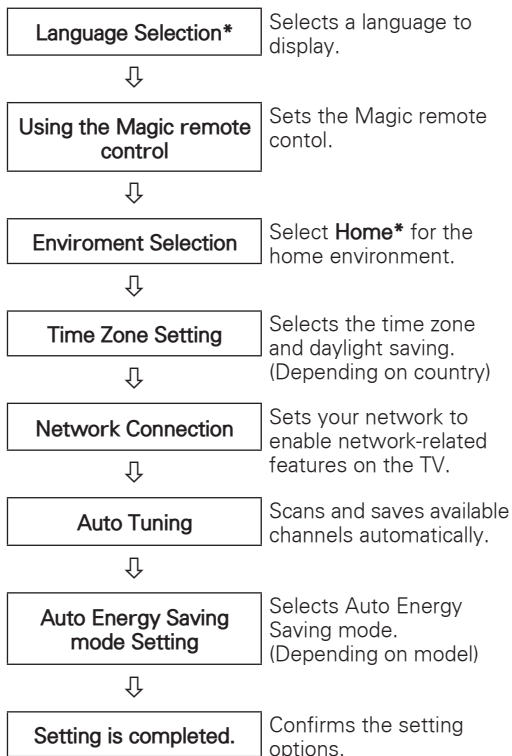 Language Selection*
Selects a language to
display.
Using the Magic remote
control
Sets the Magic remote
contol.
Enviroment Selection
Select Home* for the
home environment.
Time Zone Setting
Selects the time zone
and daylight saving.
(Depending on country)
Network Connection
Sets your network to
enable network-related
features on the TV.
Auto Tuning
Scans and saves available
channels automatically.
Auto Energy Saving
mode Setting
Selects Auto Energy
Saving mode.
(Depending on model)
Setting is completed.
Confirms the setting
options.